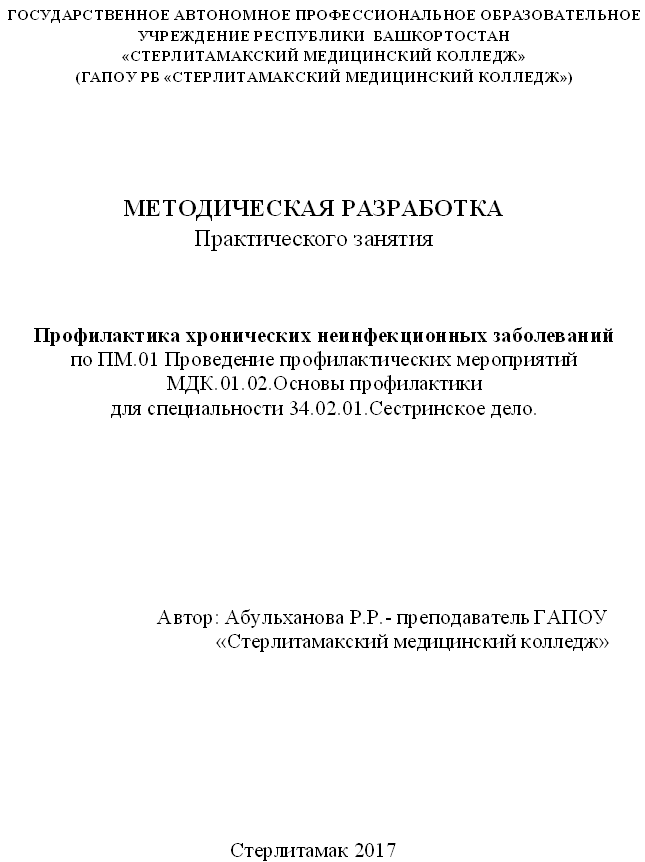 ГОСУДАРСТВЕННОЕ АВТОНОМНОЕ ПРОФЕССИОНАЛЬНОЕ ОБРАЗОВАТЕЛЬНОЕ
УЧРЕЖДЕНИЕ РЕСПУБЛИКИ БАШКОРТОСТАН
«СТЕРЛИТАМАКСКИЙ МЕДИЦИНСКИЙ КОЛЛЕДЖ»
(ГАПОУ РБ «СТЕРЛИТАМАКСКИЙ МЕДИЦИНСКИЙ КОЛЛЕДЖ»)
МЕТОДИЧЕСКАЯ РАЗРАБОТКА
Практического занятия
Профилактика хронических неинфекционных заболеваний
по ПМ.01 Проведение профилактических мероприятий
МДК.01.02.Основы профилактики
для специальности 34.02.01.Сестринское дело.
Автор: Абульханова Р.Р.- преподаватель ГАПОУ
«Стерлитамакский медицинский колледж»
Стерлитамак 2017